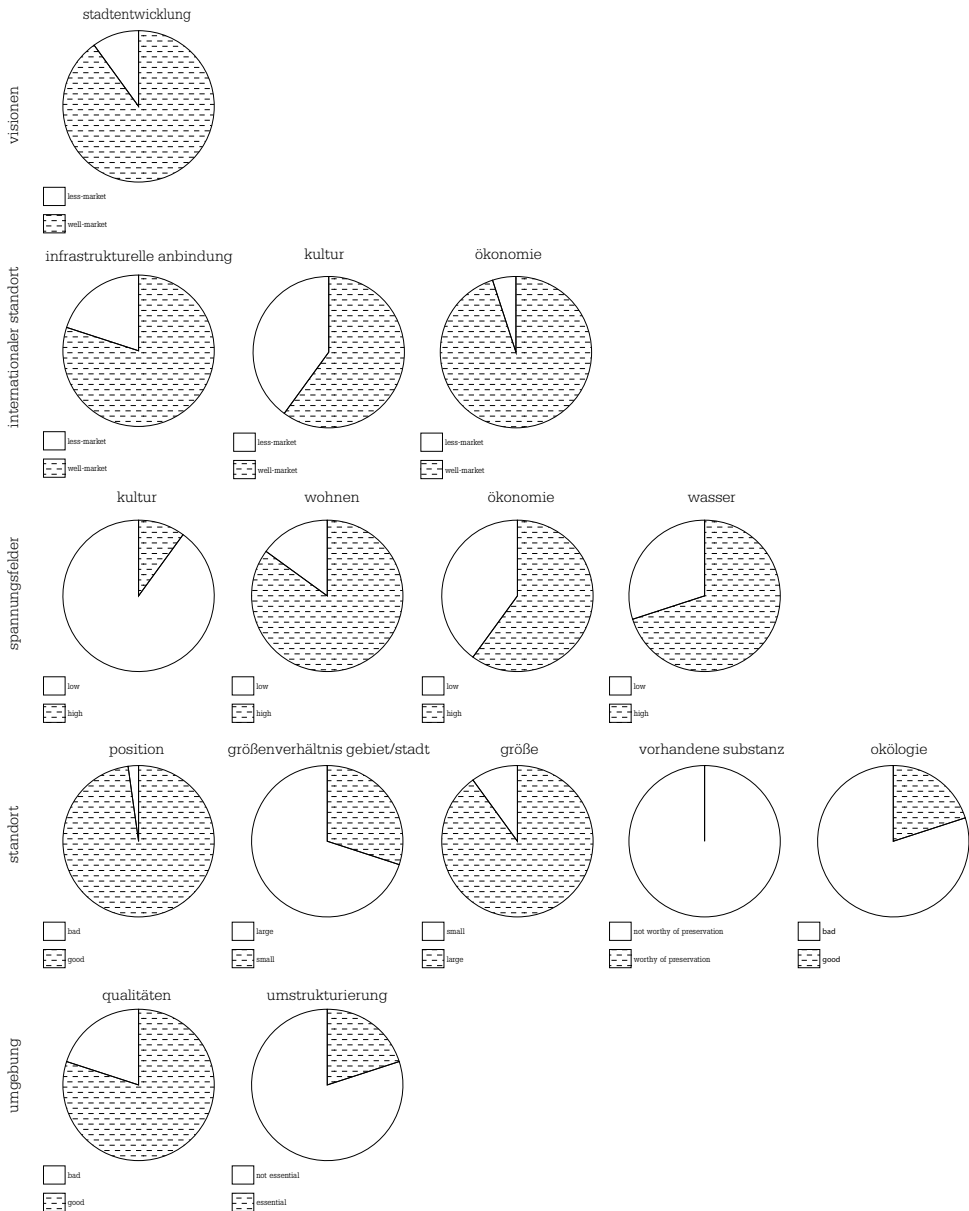 visionen
stadtentwicklung
less-market
well-market
internationaler standort
infrastrukturelle anbindung
less-market
well-market
kultur
less-market
well-market
ökonomie
less-market
well-market
spannungsfelder
kultur
low
high
wohnen
low
high
ökonomie
low
high
wasser
low
high
standort
position
bad
good
größenverhältnis gebiet/stadt
large
small
größe
small
large
vorhandene substanz
not worthy of preservation
worthy of preservation
okölogie
bad
good
umgebung
qualitäten
bad
good
umstrukturierung
not essential
essential